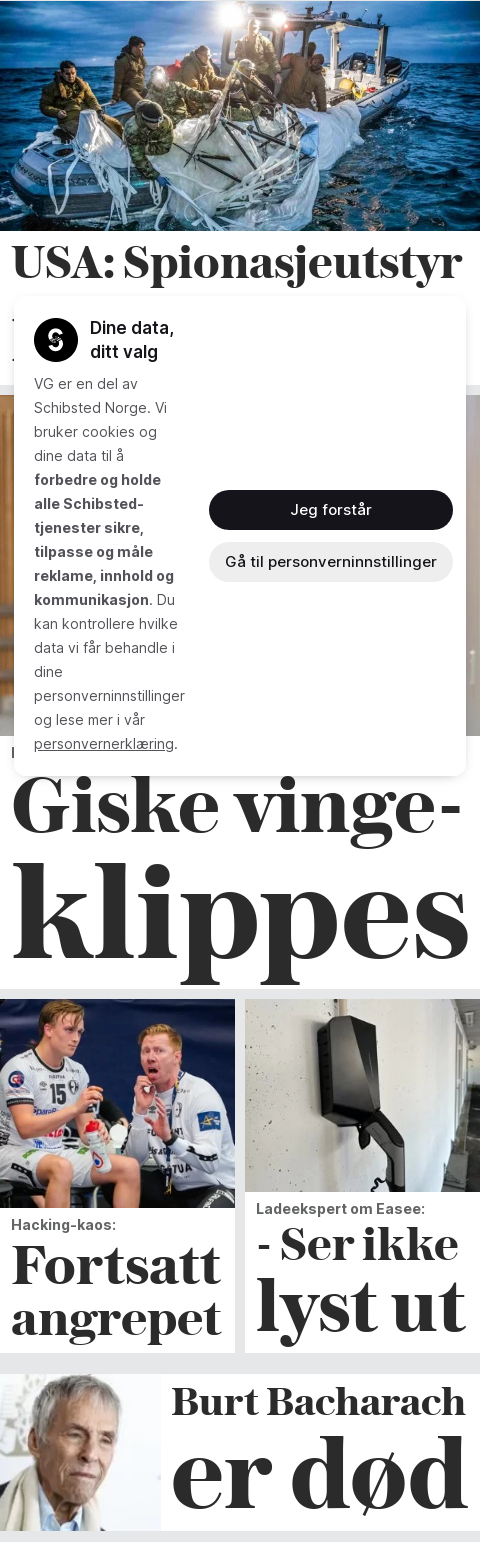 USA: Spionasjeutstyr
Dine data,
ditt valg
VG er en del av
Schibsted Norge. Vi
bruker cookies og
dine data til å
forbedre og holde
alle Schibsted-
tjenester sikre,
tilpasse og måle
reklame, innhold og
kommunikasjon. Du
kan kontrollere hvilke
data vi får behandle i
dine
personverninnstillinger
og lese mer i vår
personvernerklæring.
Jeg forstår
Gå til personverninnstillinger
Giske vinge-
klippes
15
Hacking-kaos:
Fortsatt
angrepet
Ladeekspert om Easee:
- Ser ikke
lyst ut
Burt Bacharach
er død